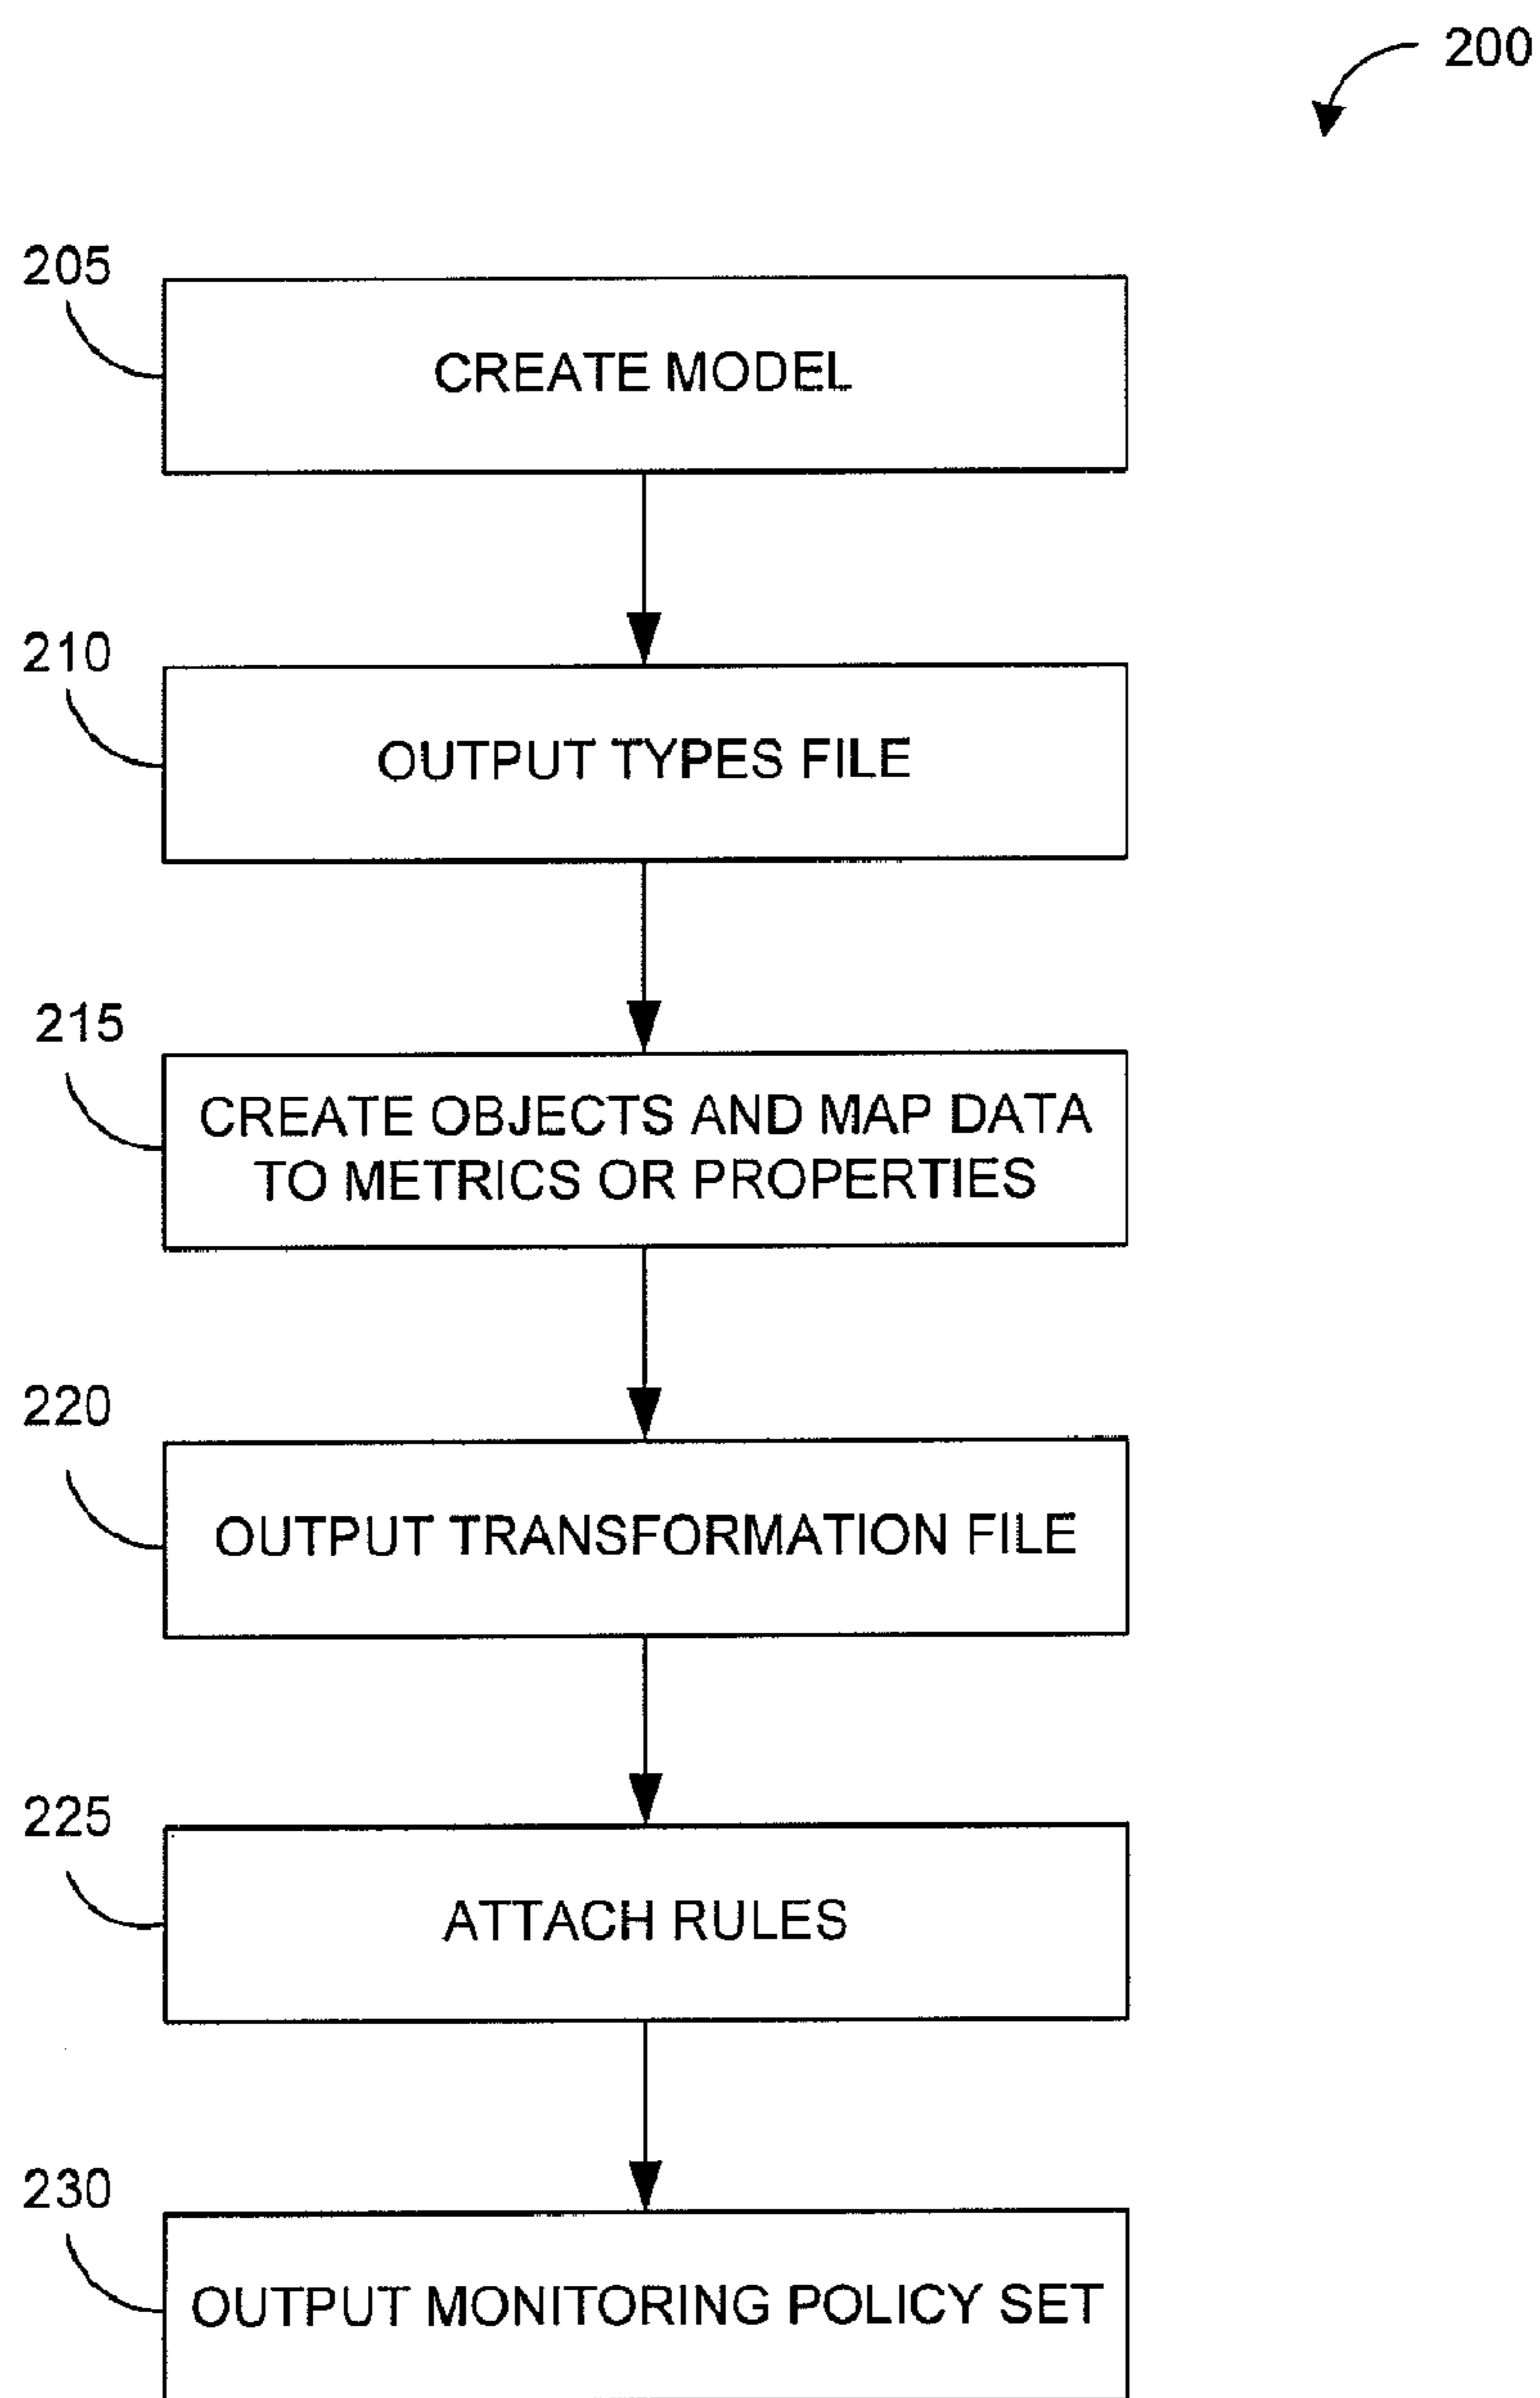 200
205
CREATE MODEL
210
OUTPUT TYPES FILE
215
CREATE OBJECTS AND MAP DATA
TO METRICS OR PROPERTIES
220
OUTPUT TRANSFORMATION FILE
225
ATTACH RULES
230
OUTPUT MONITORING POLICY SET